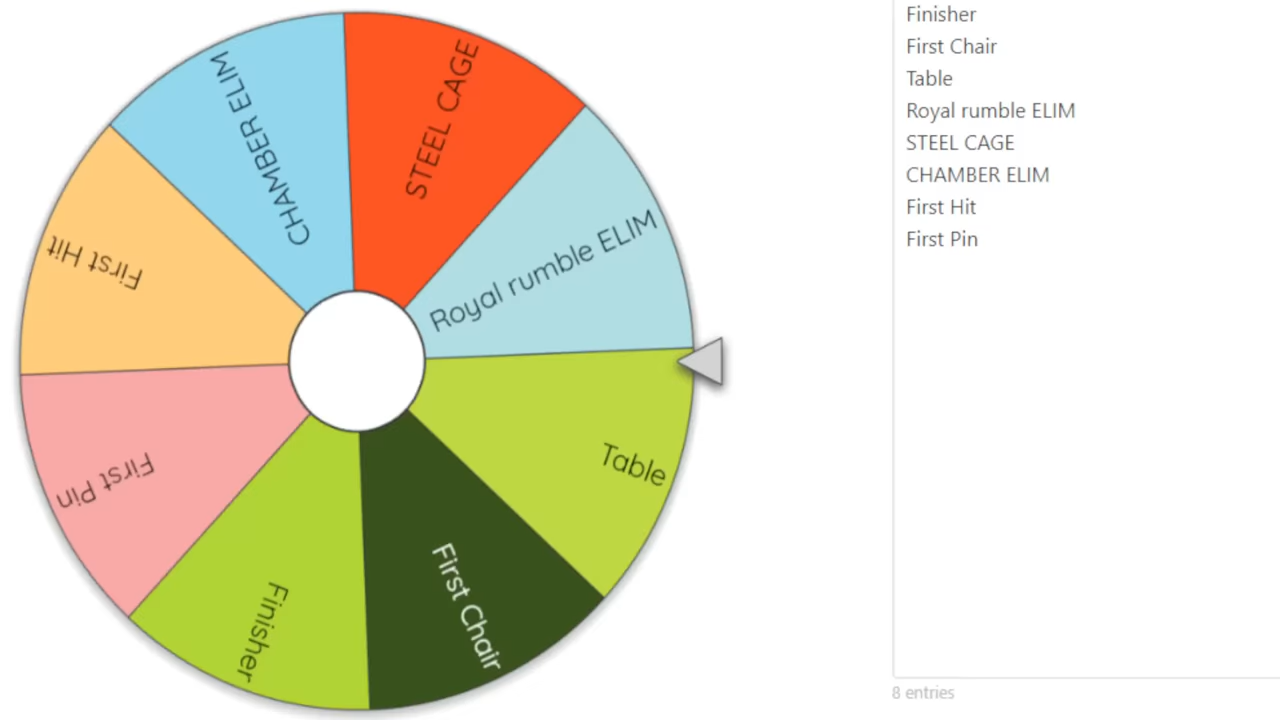 CHAMBER ELIM
STEEL CAGE
Royal rumble ELIM
Table
First Chair
Finisher
First Pin
First Hit
Finisher
First Chair
Table
Royal rumble ELIM
STEEL CAGE
CHAMBER ELIM
First Hit
First Pin
8 entries